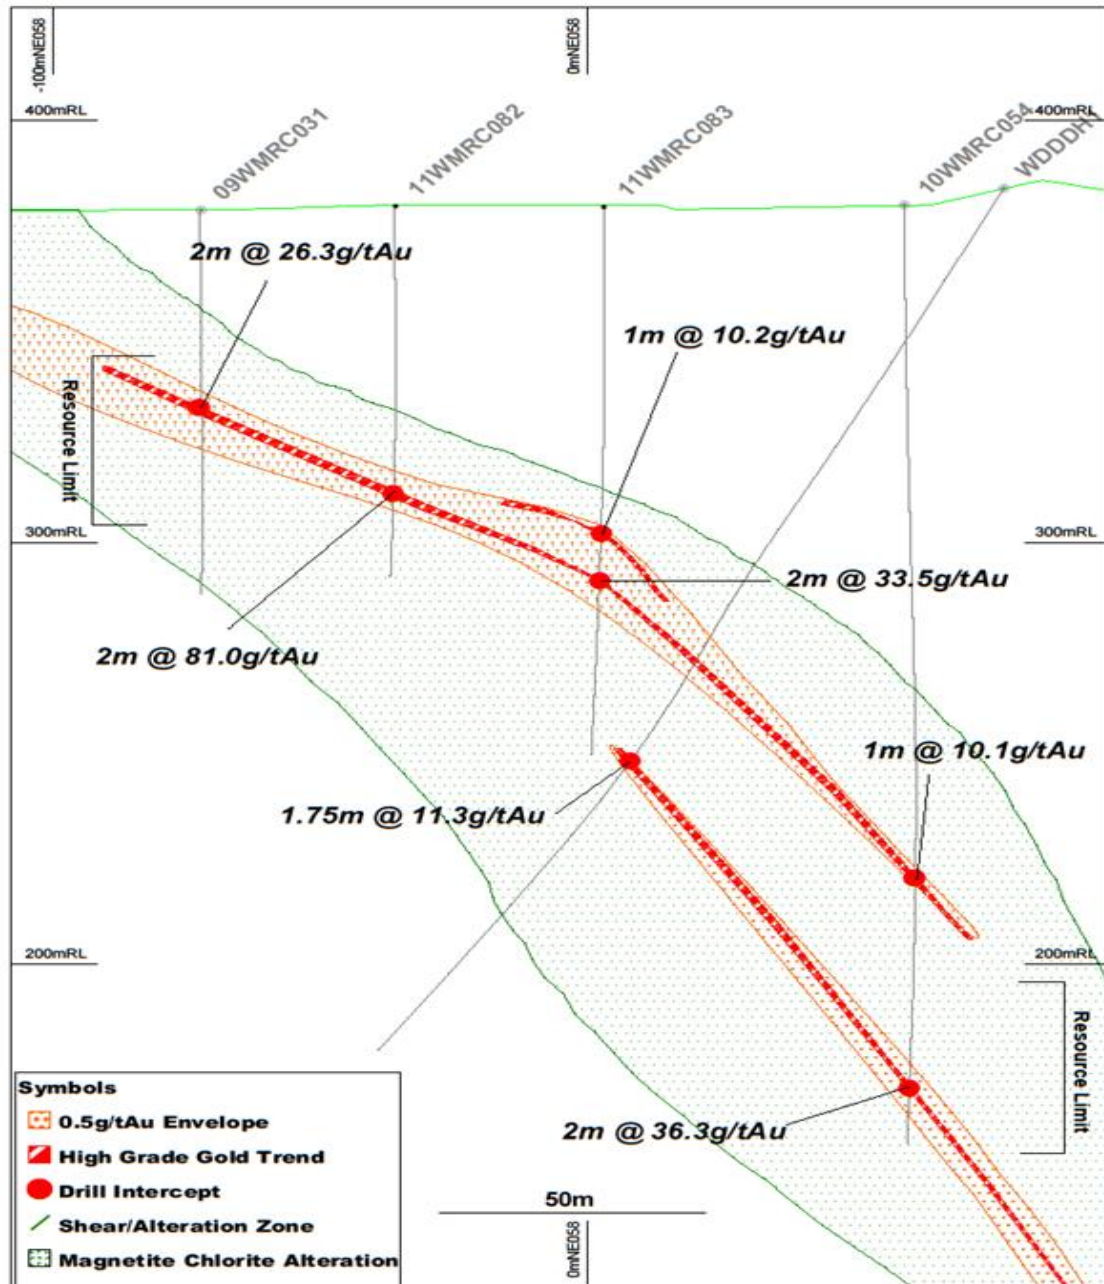 -100mNE058
0mNE058
400mRL
400mRL
09WMRC031
11WMRC082
11WMRC083
10WMRC054
2m @ 26.3g/tAu
1m @ 10.2g/tAu
Resource Limit
300mRL
300mRL
2m @ 33.5g/tAu
2m @ 81.0g/tAu
1m @ 10.1g/tAu
1.75m @ 11.3g/tAu
200mRL
200mRL
Resource Limit
2m @ 36.3g/tAu
Symbols
0.5g/tAu Envelope
High Grade Gold Trend
Drill Intercept
Shear/Alteration Zone
Magnetite Chlorite Alteration
50m
0mNE058